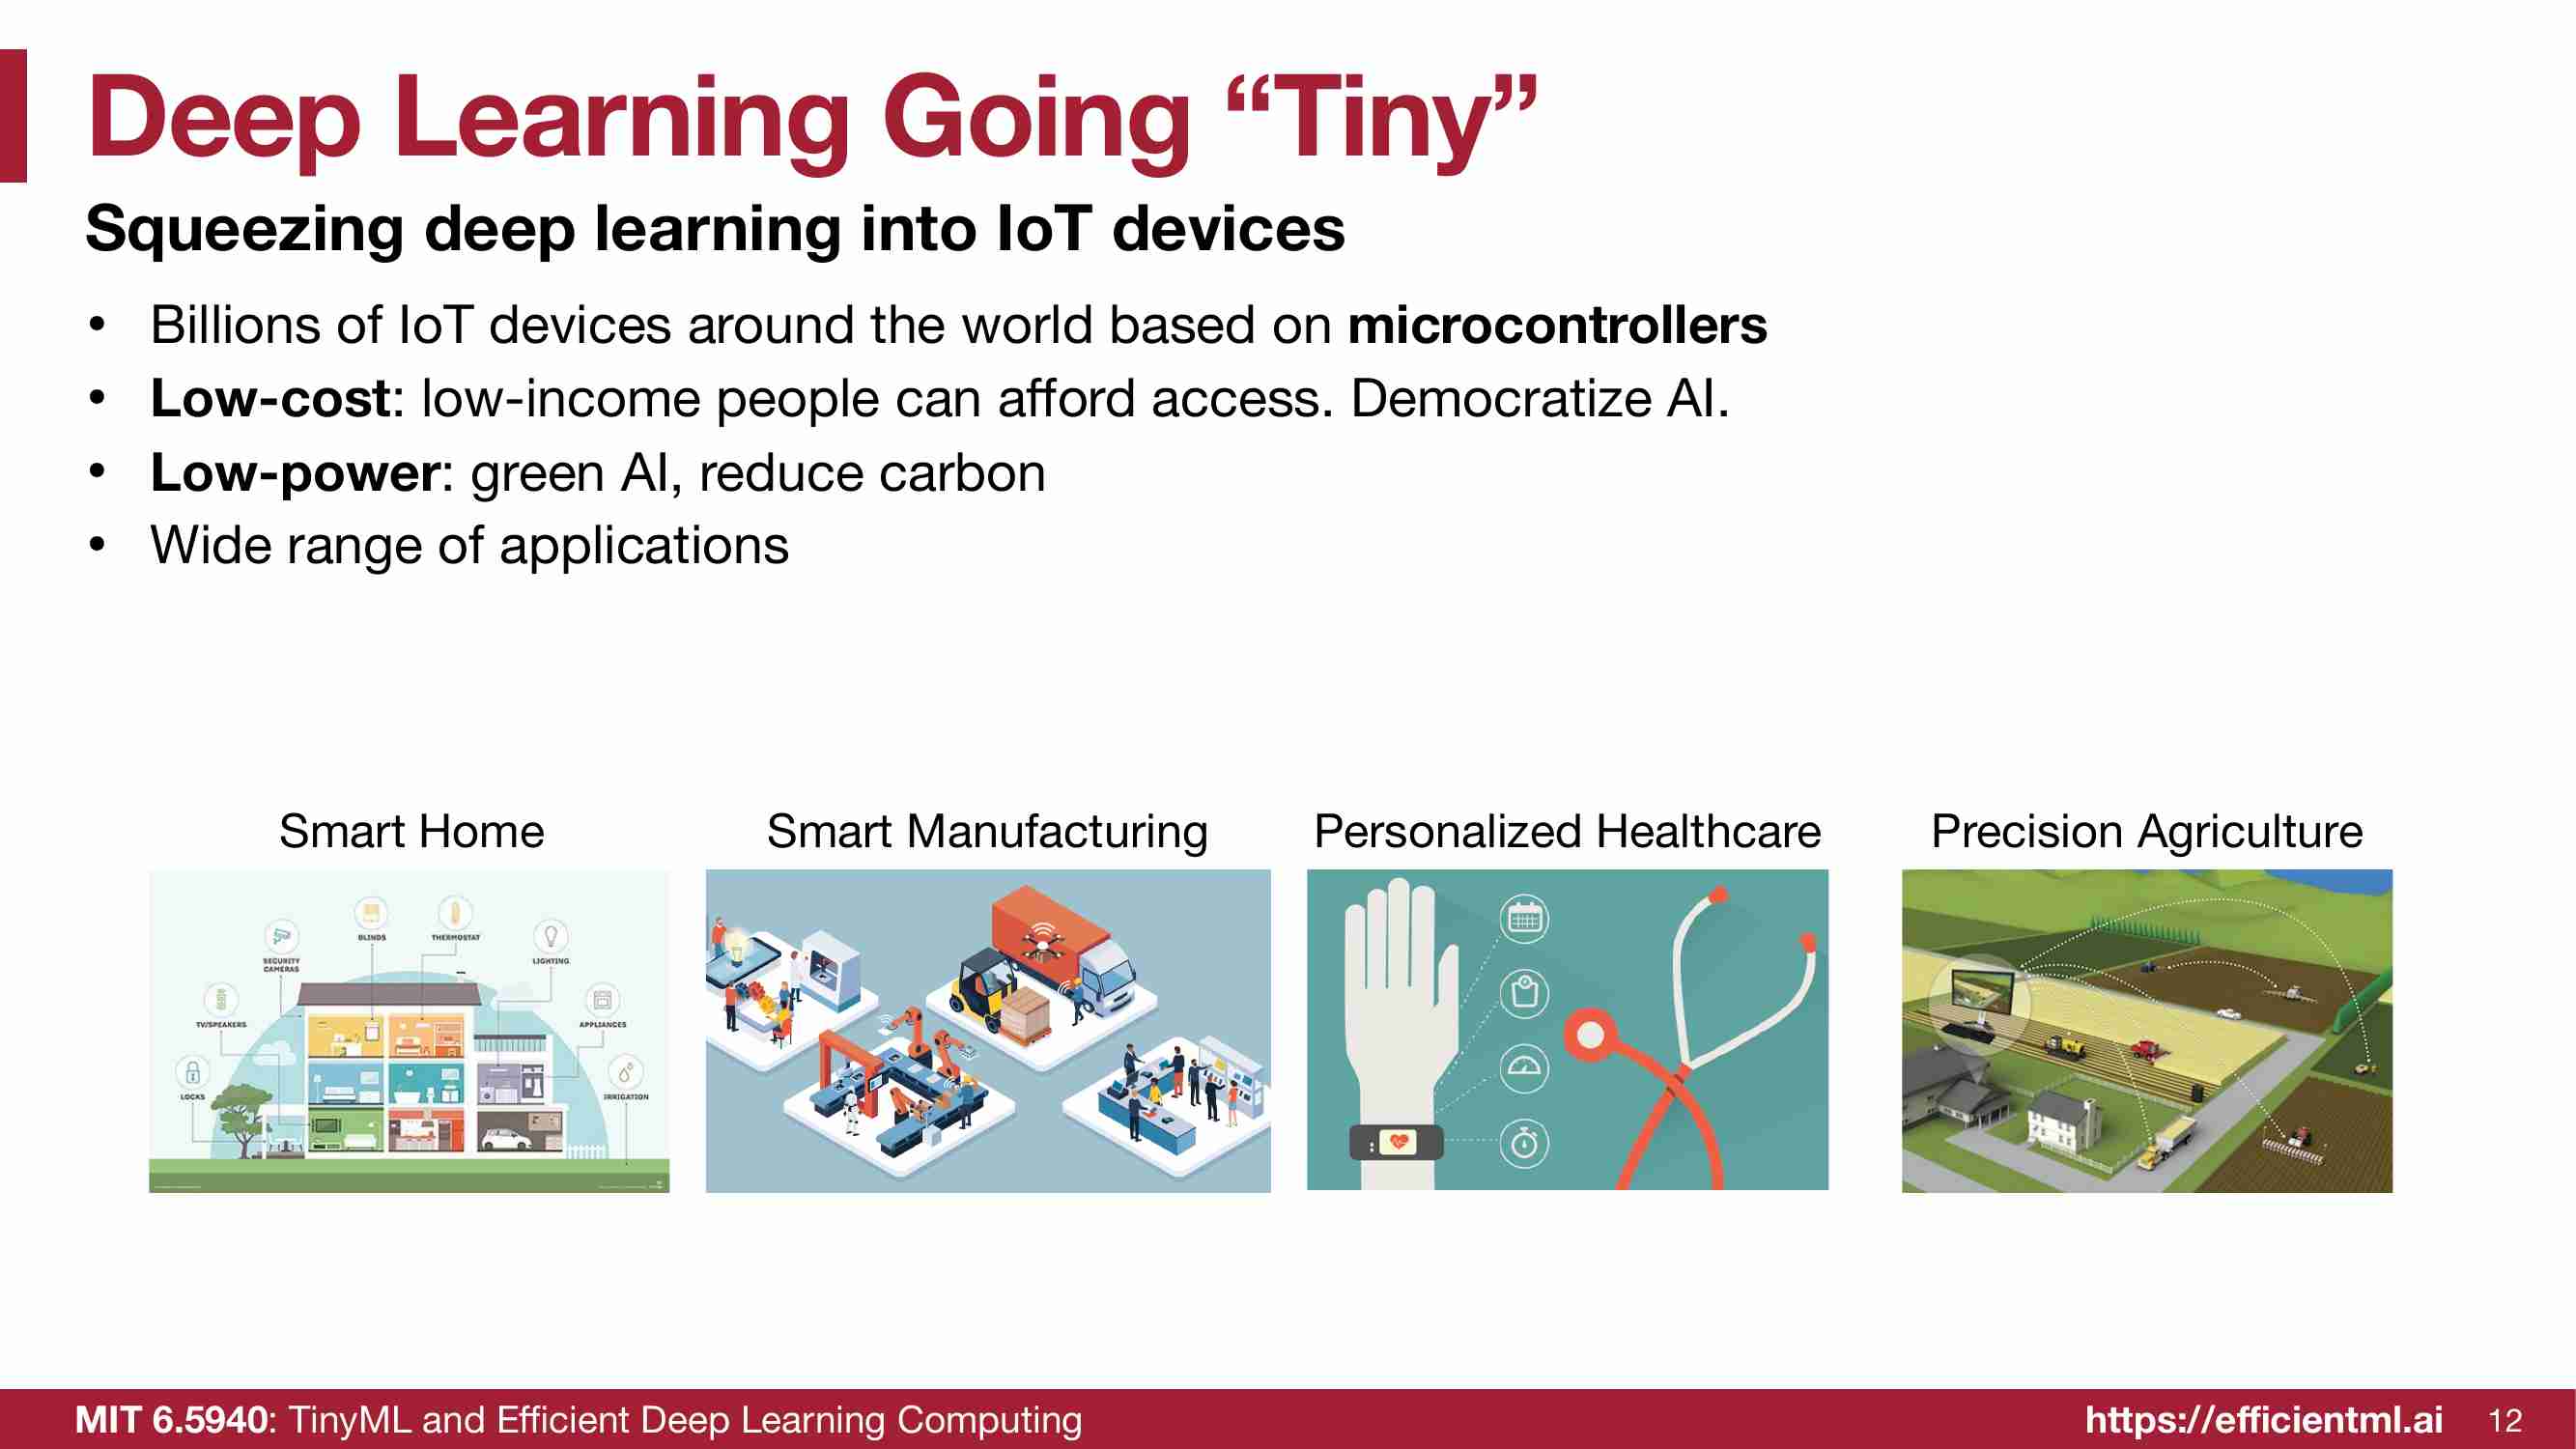 Deep Learning Going “Tiny”
Squeezing deep learning into IoT devices
• Billions of IoT devices around the world based on microcontrollers
• Low-cost: low-income people can afford access. Democratize AI.
• Low-power: green AI, reduce carbon
• Wide range of applications
Smart Home
BLINDS
THERMOSTAT
SECURITY
CAMERAS
LIGHTING
TV/SPEAKERS
APPLIANCES
LOCKS
IRRIGATION
Smart Manufacturing
Personalized Healthcare
Precision Agriculture
MIT 6.5940: TinyML and Efficient Deep Learning Computing
https://efficientml.ai
12